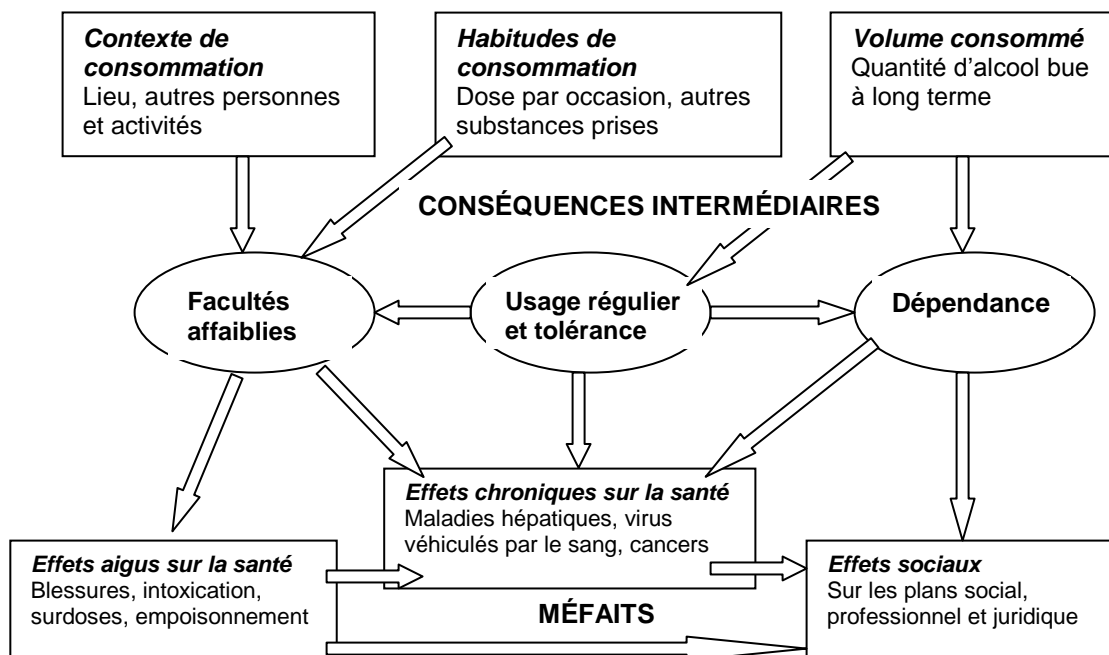 Contexte de
consommation
Lieu, autres personnes
et activités
Habitudes de
consommation
Dose par occasion, autres
substances prises
Volume consommé
Quantité d’alcool bue
à long terme
CONSÉQUENCES INTERMÉDIAIRES
Facultés
affaiblies
Usage régulier
et tolérance
Dépendance
Effets chroniques sur la santé
Maladies hépatiques, virus
véhiculés par le sang, cancers
Effets aigus sur la santé
Blessures, intoxication,
surdoses, empoisonnement
Effets sociaux
Sur les plans social,
professionnel et juridique
MÉFAITS